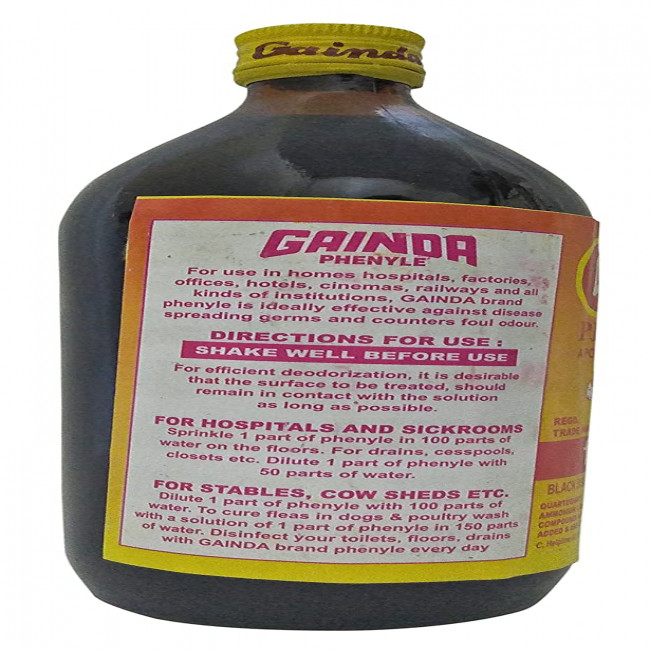 Gainda
GAINDA
PHENYLE
For use in homes hospitals, factories,
offices, hotels, cinemas, railways and all
kinds of institutions, GAINDA brand
phenyle is ideally effective against disease
spreading germs and counters foul odour.
DIRECTIONS FOR USE :
SHAKE WELL BEFORE USE
For efficient deodorization, it is desirable
that the surface to be treated, should
remain in contact with the solution
as long as possible.
FOR HOSPITALS AND SICKROOMS
Sprinkle 1 part of phenyle in 100 parts of
water on the floors. For drains, cesspools,
closets etc. Dilute 1 part of phenyle with
50 parts of water.
FOR STABLES, COW SHEDS ETC.
Dilute 1 part of phenyle with 100 parts of
water. To cure fleas in dogs & poultry wash
with a solution of 1 part of phenyle in 150 parts
of water. Disinfect your toilets, floors, drains
with GAINDA brand phenyle every day
REGD.
TRADE
BLACK
AMMONIUM
COMPOUND
ADDED &